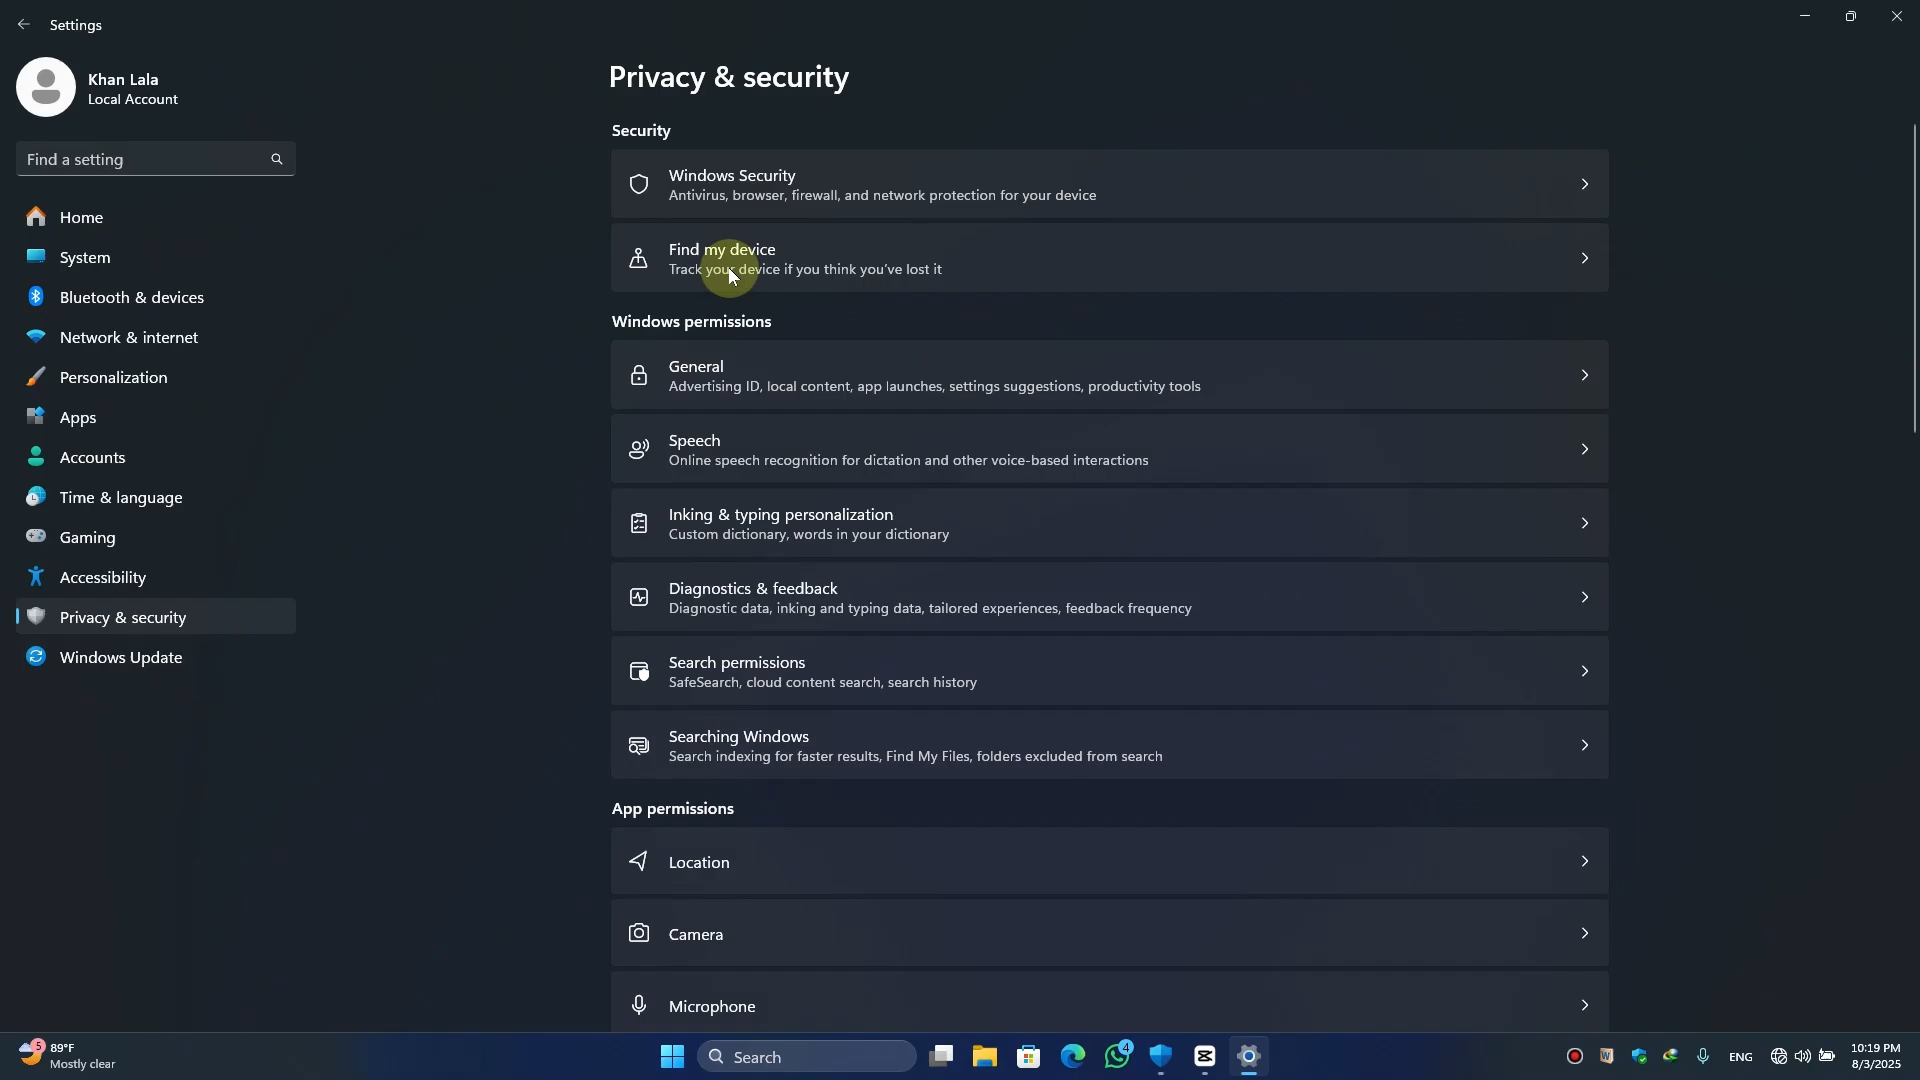 Settings
Khan Lala
Local Account
Find a setting
Home
System
Bluetooth & devices
Network & internet
Personalization
Apps
Accounts
Time & language
Gaming
Accessibility
Privacy & security
Windows Update
Privacy & security
Security
Windows Security
Antivirus, browser, firewall, and network protection for your device
Find my device
Track your device if you think you've lost it
Windows permissions
General
Advertising ID, local content, app launches, settings suggestions, productivity tools
Speech
Online speech recognition for dictation and other voice-based interactions
Inking & typing personalization
Custom dictionary, words in your dictionary
Diagnostics & feedback
Diagnostic data, inking and typing data, tailored experiences, feedback frequency
Search permissions
SafeSearch, cloud content search, search history
Searching Windows
Search indexing for faster results, Find My Files, folders excluded from search
App permissions
Location
Camera
Microphone
5
89°F
Mostly clear
Search
4
W
ENG
10:19 PM
8/3/2025